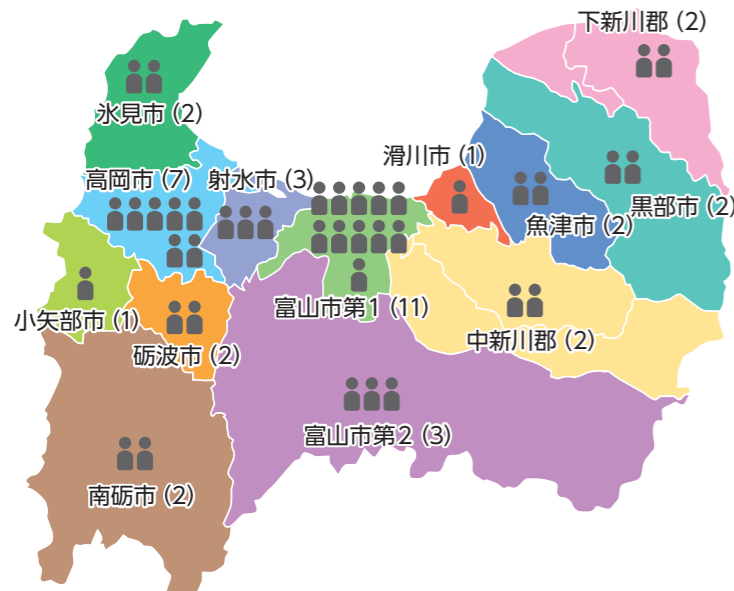 下新川郡 (2)
氷見市 (2)
滑川市 (1)
高岡市 (7)
射水市 (3)
黒部市 (2)
魚津市 (2)
富山市第1 (11)
小矢部市 (1)
中新川郡 (2)
砺波市 (2)
富山市第2 (3)
南砺市 (2)